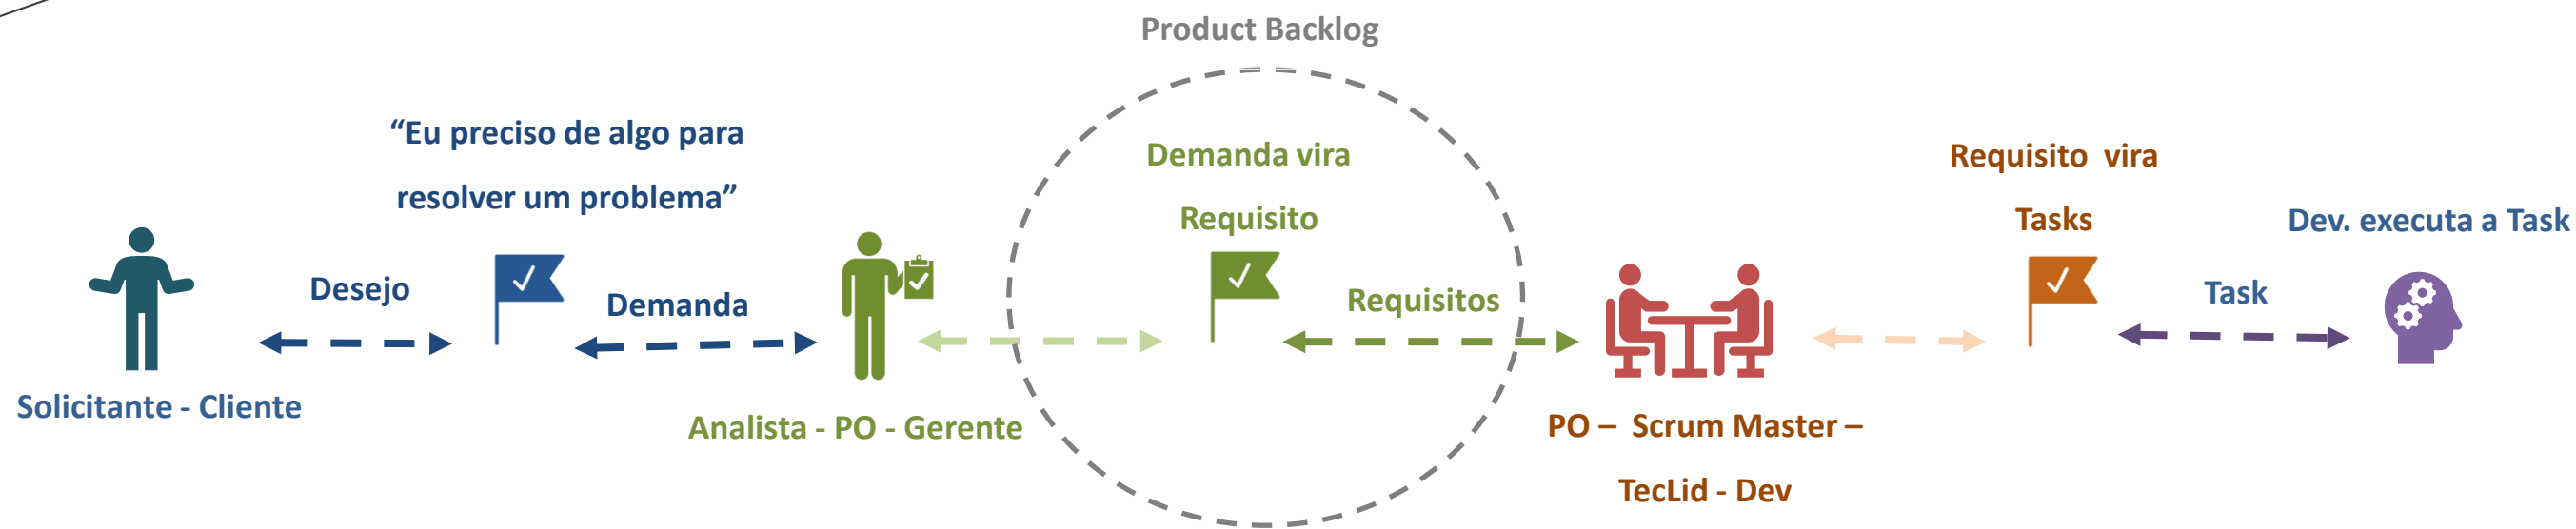 Product Backlog
“Eu preciso de algo para
resolver um problema”
Desejo
Demanda
Solicitante - Cliente
Analista - PO - Gerente
Demanda vira
Requisito
Requisitos
PO – Scrum Master –
TecLid - Dev
Requisito vira
Tasks
Task
Dev. executa a Task